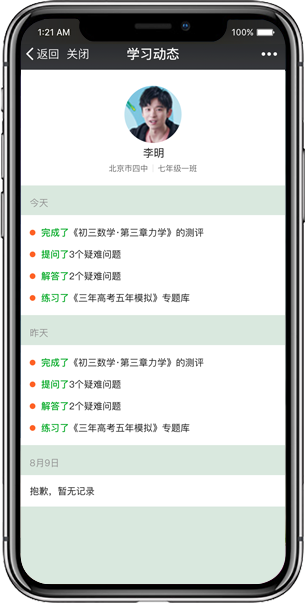 1:21 AM 100%
返回 关闭 学习动态
李明
北京市四中 七年级一班
今天
完成了《初三数学·第三章力学》的测评
提问了3个疑难问题
解答了2个疑难问题
练习了《三年高考五年模拟》专题库
昨天
完成了《初三数学·第三章力学》的测评
提问了3个疑难问题
解答了2个疑难问题
练习了《三年高考五年模拟》专题库
8月9日
抱歉，暂无记录